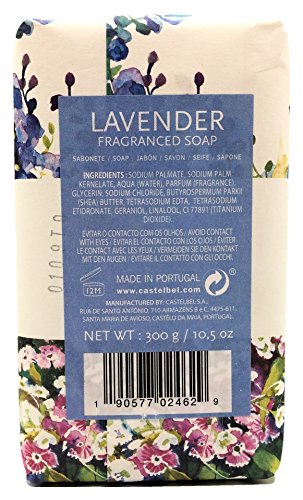 LAVENDER
FRAGRANCED SOAP
SABONETE / SOAP / JABÓN / SAVON / SEIFE / SAPONE
INGREDIENTS: SODIUM PALMATE, SODIUM PALM
KERNELATE, AQUA (WATER), PARFUM (FRAGRANCE),
GLYCERIN, SODIUM CHLORIDE, BUTYROSPERMUM PARKII
(SHEA) BUTTER, TETRASODIUM EDTA, TETRASODIUM
ETIDRONATE, GERANIOL, LINALOOL, CI 77891 (TITANIUM
DIOXIDE).
EVITAR O CONTACTO COM OS OLHOS / AVOID CONTACT
WITH EYES / EVITAR EL CONTACTO CON LOS OJOS / ÉVITER
LE CONTACT AVEC LES YEUX / VERMEIDEN SIE DEN KONTAKT
MIT DEN AUGEN / EVITARE IL CONTATTO CON GLI OCCHI.
12M
MADE IN PORTUGAL
www.castelbel.com
MANUFACTURED BY: CASTELBEL S.A.,
RUA DE SANTO ANTÓNIO, 710 ARMAZÉNS B E C, 4475-611,
SANTA MARIA DE AVIOSO, CASTÊLO DA MAIA, PORTUGAL.
NET WT : 300 g / 10,5 oz
1 90577 02462 9